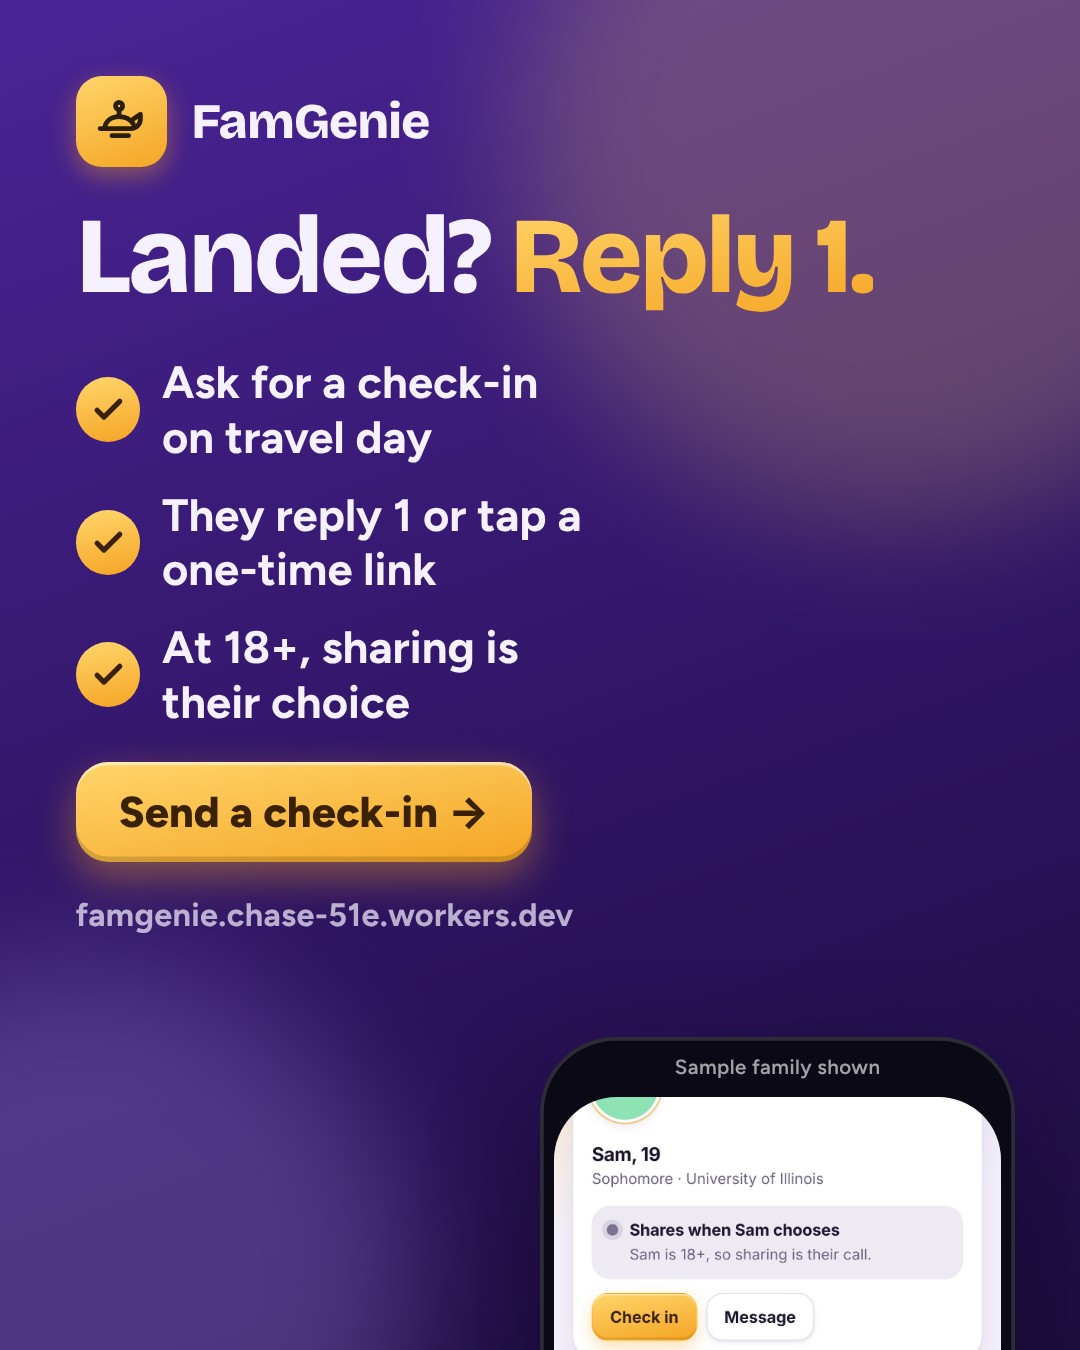 FamGenie
Landed? Reply 1.
Ask for a check-in
on travel day
They reply 1 or tap a
one-time link
At 18+, sharing is
their choice
Send a check-in →
famgenie.chase-51e.workers.dev
Sample family shown
Sam, 19
Sophomore · University of Illinois
Shares when Sam chooses
Sam is 18+, so sharing is their call.
Check in
Message